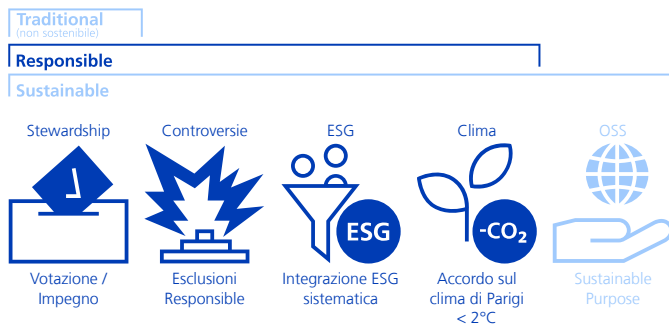 Traditional
(non sostenibile)
Responsible
Sustainable
Stewardship
Controversie
ESG
Clima
OSS
ESG
-CO₂
Votazione /
Impegno
Esclusioni
Responsible
Integrazione ESG
sistematica
Accordo sul
clima di Parigi
< 2°C
Sustainable
Purpose